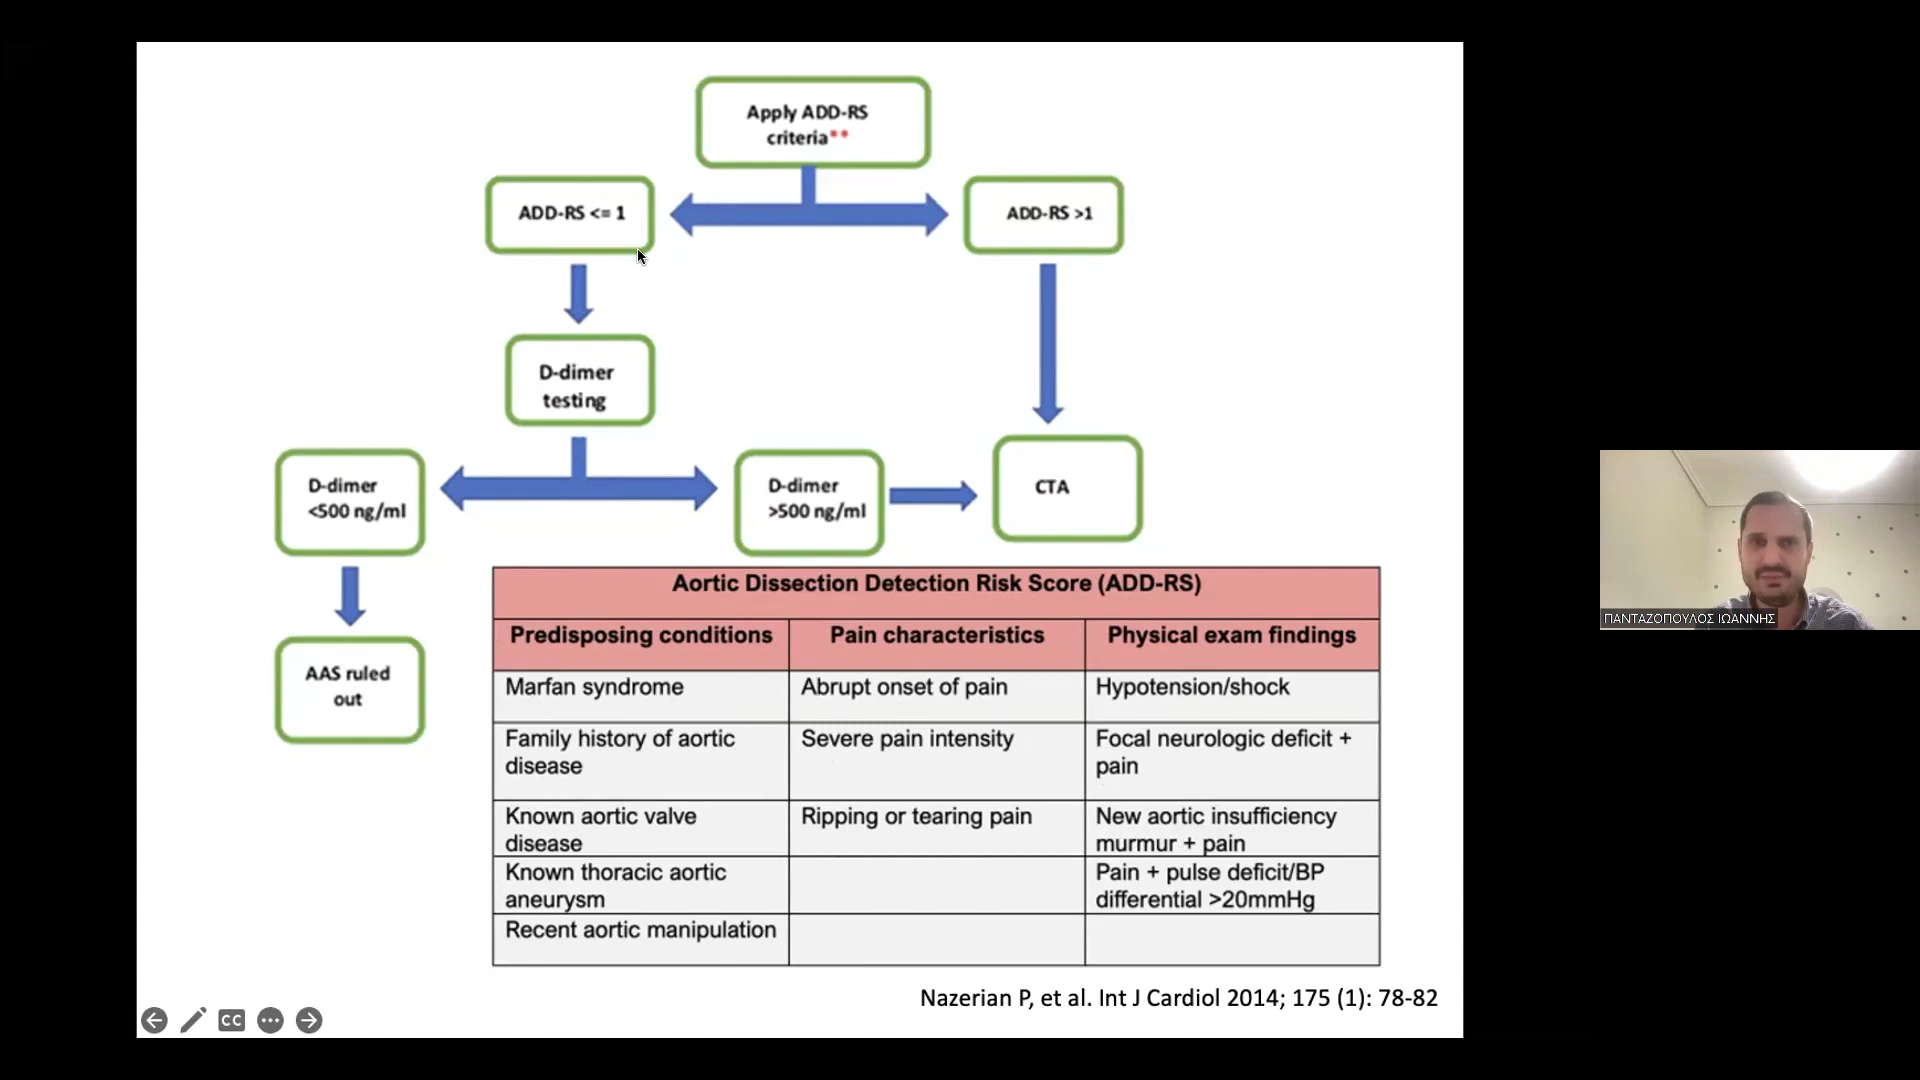 Apply ADD-RS
criteria**
ADD-RS <= 1
ADD-RS >1
D-dimer
testing
D-dimer
<500 ng/ml
D-dimer
>500 ng/ml
CTA
AAS ruled
out
Aortic Dissection Detection Risk Score (ADD-RS)
Predisposing conditions
Pain characteristics
Physical exam findings
Marfan syndrome
Abrupt onset of pain
Hypotension/shock
Family history of aortic
disease
Severe pain intensity
Focal neurologic deficit +
pain
Known aortic valve
disease
Ripping or tearing pain
New aortic insufficiency
murmur + pain
Known thoracic aortic
aneurysm
Pain + pulse deficit/BP
differential >20mmHg
Recent aortic manipulation
Nazerian P, et al. Int J Cardiol 2014; 175 (1): 78-82
CC
ΠΑΝΤΑΖΟΠΟΥΛΟΣ ΙΩΑΝΝΗΣ